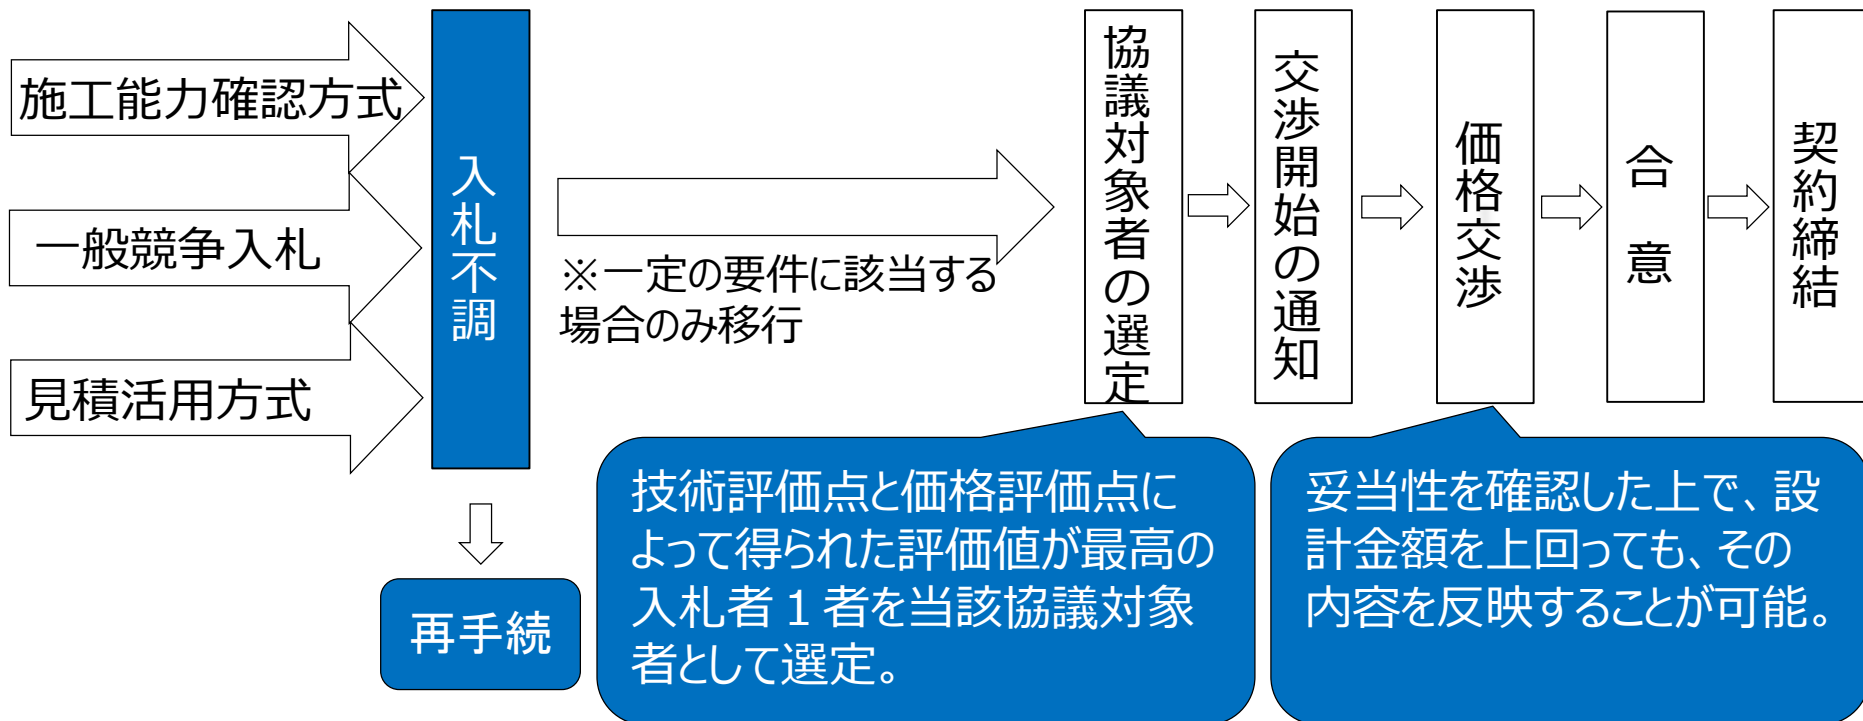 施工能力確認方式
一般競争入札
見積活用方式
入札不調
再手続
※一定の要件に該当する
場合のみ移行
協議対象者の選定
交渉開始の通知
価格交渉
合意
契約締結
技術評価点と価格評価点に
よって得られた評価値が最高の
入札者１者を当該協議対象
者として選定。
妥当性を確認した上で、設
計金額を上回っても、その
内容を反映することが可能。